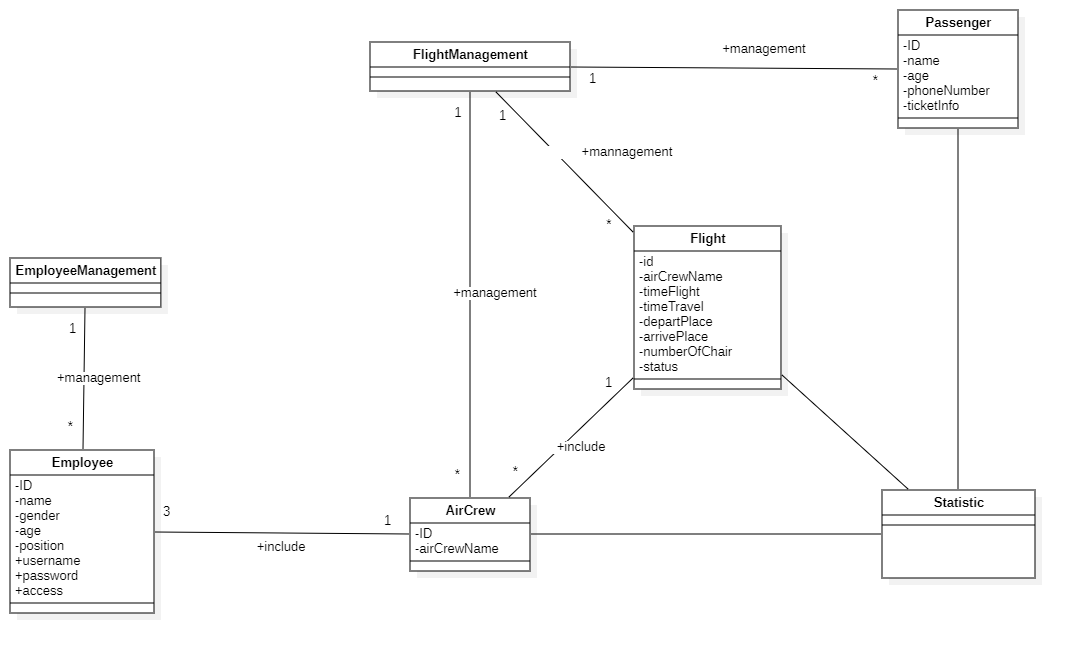 Passenger
-ID
-name
-age
-phoneNumber
-ticketInfo
FlightManagement
+management
1
*
1
1
+mannagement
*
Flight
-id
-airCrewName
-timeFlight
-timeTravel
-departPlace
-arrivePlace
-numberOfChair
-status
EmployeeManagement
1
+management
*
+management
1
+include
*
*
Employee
-ID
-name
-gender
-age
-position
+username
+password
+access
3
+include
1
AirCrew
-ID
-airCrewName
Statistic